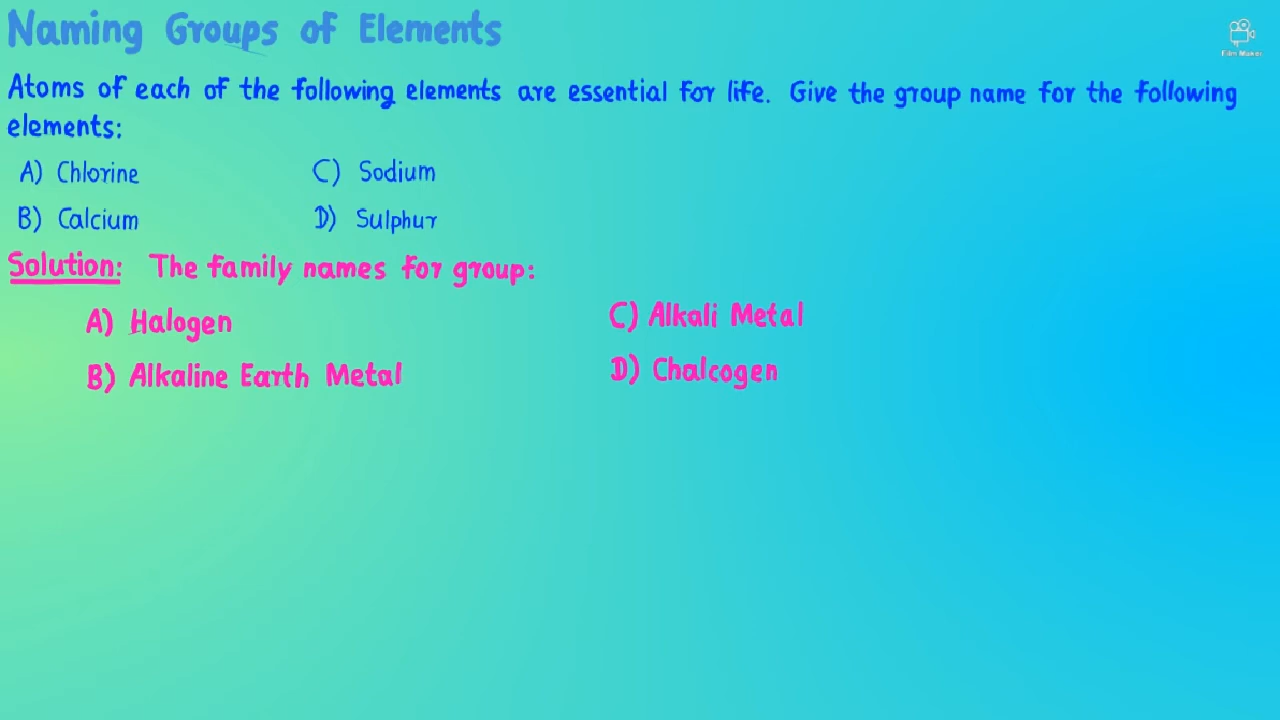 Naming Groups of Elements
Film Maker
Atoms of each of the following elements are essential for life. Give the group name for the following
elements:
A) Chlorine C) Sodium
B) Calcium D) Sulphur
Solution: The family names for group:
A) Halogen C) Alkali Metal
B) Alkaline Earth Metal D) Chalcogen